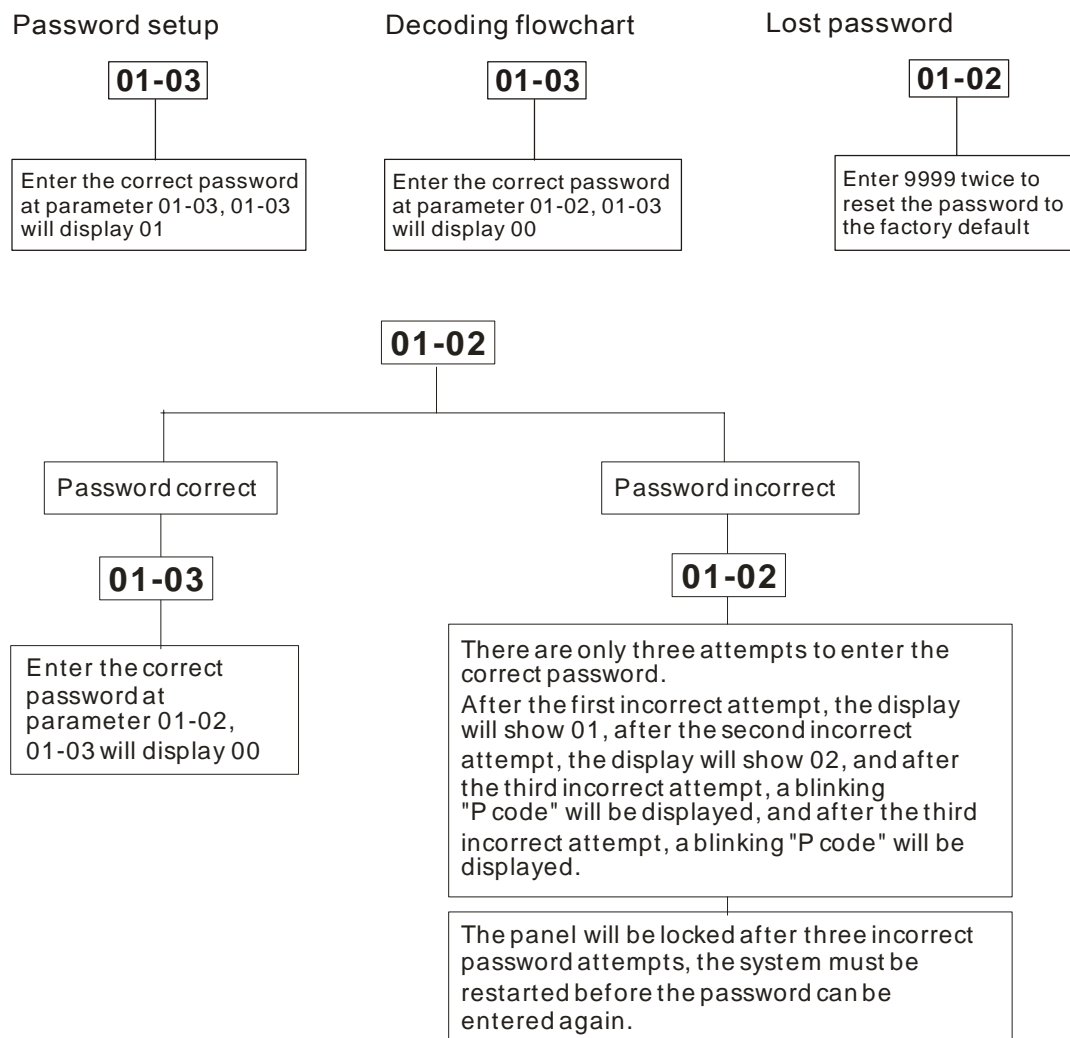 Password setup
01-03
Enter the correct password
at parameter 01-03, 01-03
will display 01
Decoding flowchart
01-03
Enter the correct password
at parameter 01-02, 01-03
will display 00
Lost password
01-02
Enter 9999 twice to
reset the password to
the factory default
01-02
Password correct
01-03
Enter the correct
password at
parameter 01-02,
01-03 will display 00
Password incorrect
01-02
There are only three attempts to enter the
correct password.
After the first incorrect attempt, the display
will show 01, after the second incorrect
attempt, the display will show 02, and after
the third incorrect attempt, a blinking
"P code" will be displayed, and after the third
incorrect attempt, a blinking "P code" will be
displayed.
The panel will be locked after three incorrect
password attempts, the system must be
restarted before the password can be
entered again.